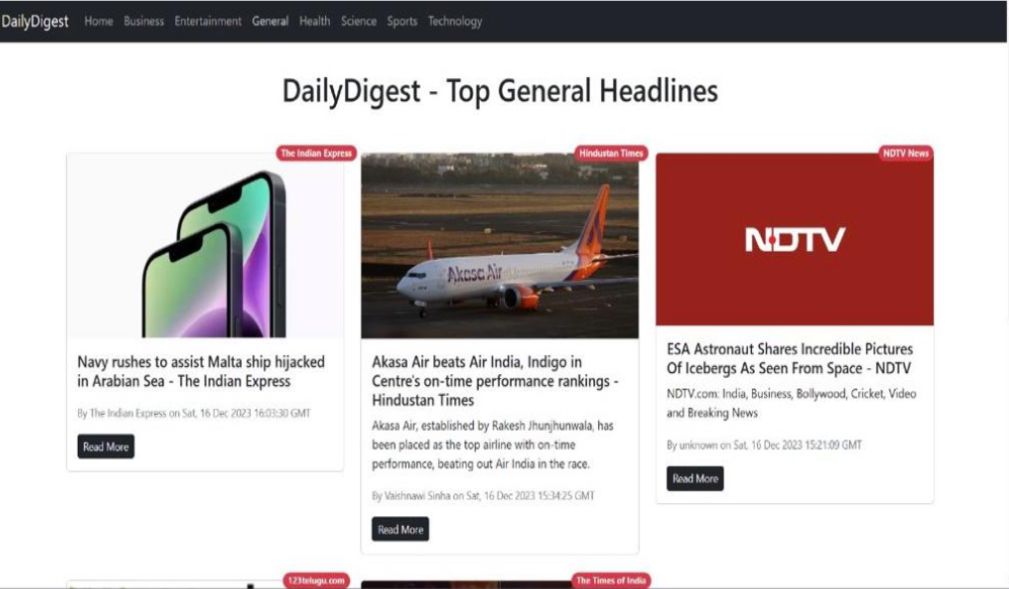 DailyDigest Home Business Entertainment General Health Science Sports Technology
DailyDigest - Top General Headlines
The Indian Express
Navy rushes to assist Malta ship hijacked
in Arabian Sea - The Indian Express
By The Indian Express on Sat, 16 Dec 2023 16:03:30 GMT
Read More
Hindustan Times
Akasa Air
Akasa Air beats Air India, Indigo in
Centre's on-time performance rankings -
Hindustan Times
Akasa Air, established by Rakesh Jhunjhunwala, has
been placed as the top airline with on-time
performance, beating out Air India in the race.
By Vaishnawi Sinha on Sat, 16 Dec 2023 15:34:25 GMT
Read More
NDTV News
NDTV
ESA Astronaut Shares Incredible Pictures
Of Icebergs As Seen From Space - NDTV
NDTV.com: India, Business, Bollywood, Cricket, Video
and Breaking News
By unknown on Sat, 16 Dec 2023 15:21:09 GMT
Read More
123telugu.com
The Times of India